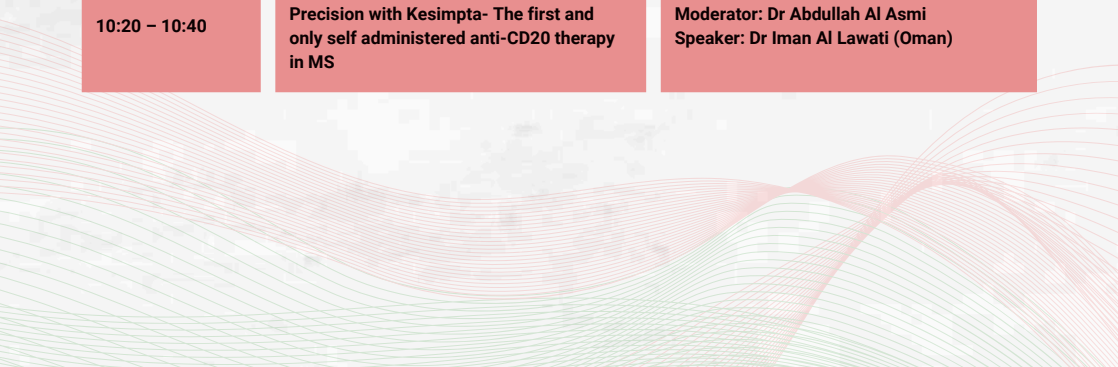 10:20 – 10:40
Precision with Kesimpta- The first and
only self administered anti-CD20 therapy
in MS
Moderator: Dr Abdullah Al Asmi
Speaker: Dr Iman Al Lawati (Oman)